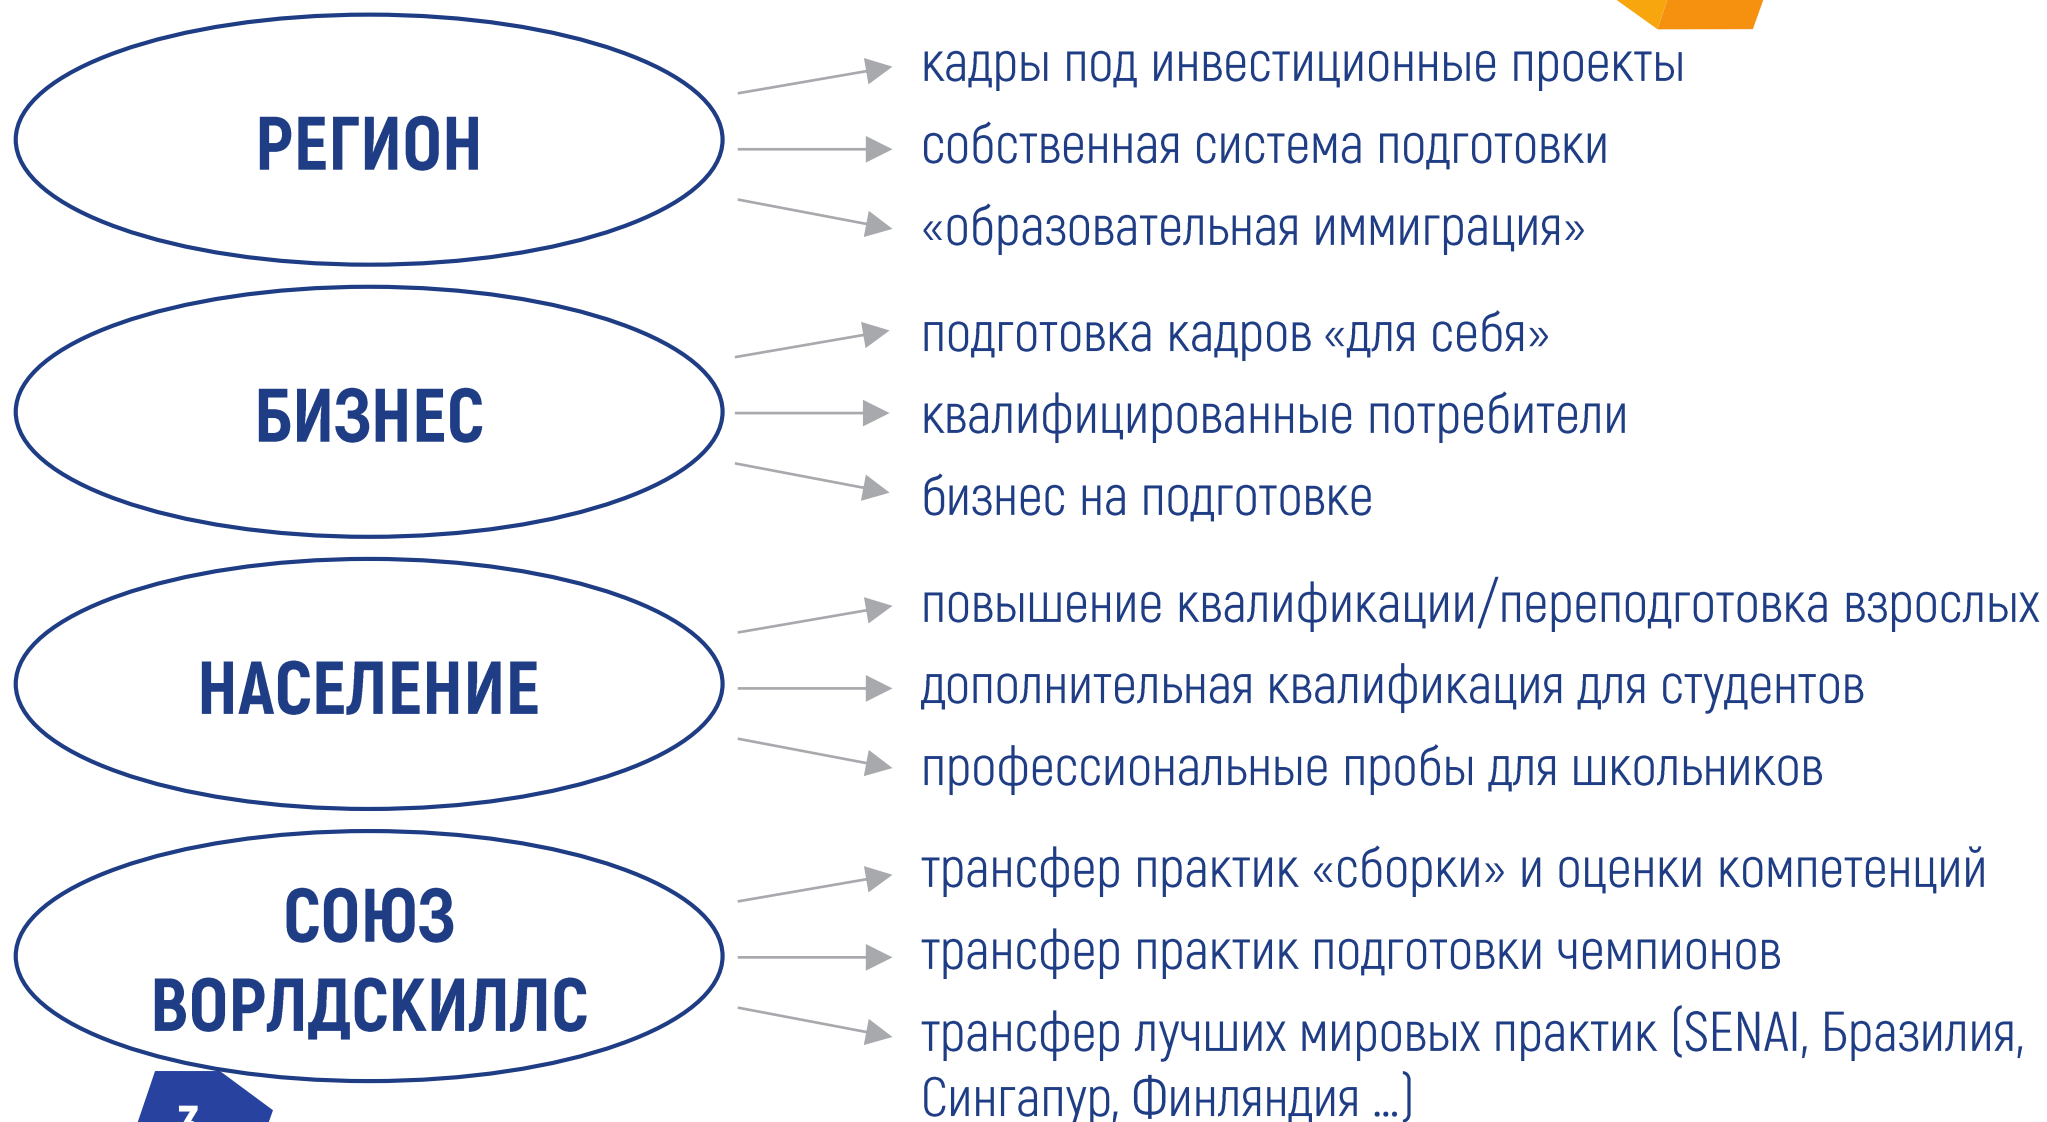 РЕГИОН
кадры под инвестиционные проекты
собственная система подготовки
«образовательная иммиграция»
БИЗНЕС
подготовка кадров «для себя»
квалифицированные потребители
бизнес на подготовке
НАСЕЛЕНИЕ
повышение квалификации/переподготовка взрослых
дополнительная квалификация для студентов
профессиональные пробы для школьников
СОЮЗ
ВОРЛДСКИЛЛС
трансфер практик «сборки» и оценки компетенций
трансфер практик подготовки чемпионов
трансфер лучших мировых практик (SENAI, Бразилия,
Сингапур, Финляндия ...)